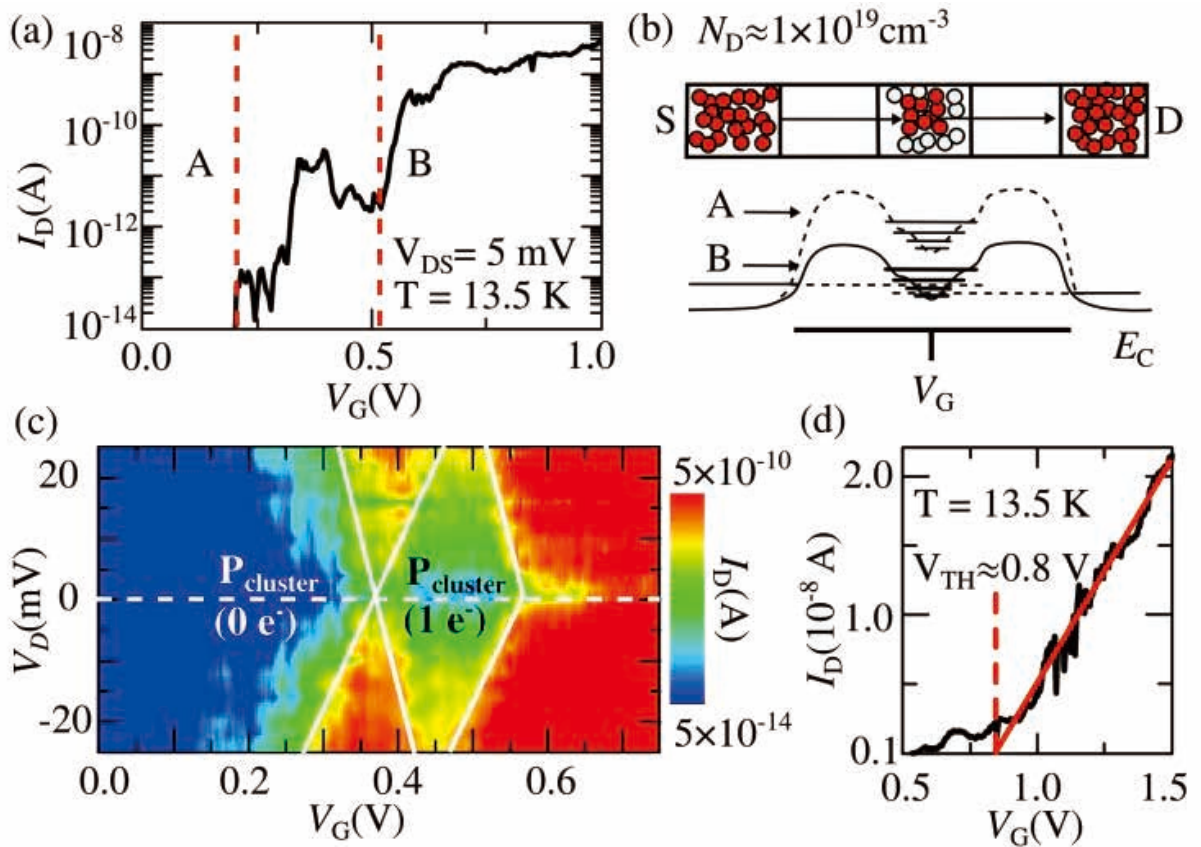 (a)
10⁻⁸
10⁻¹⁰
10⁻¹²
10⁻¹⁴
I_D(A)
A
B
V_DS= 5 mV
T = 13.5 K
0.0
0.5
1.0
V_G(V)
(b)
N_D≈1×10¹⁹cm⁻³
S
D
A
B
E_C
V_G
(c)
20
0
-20
V_D(mV)
P_cluster
(0 e⁻)
P_cluster
(1 e⁻)
0.0
0.2
0.4
0.6
V_G(V)
5×10⁻¹⁰
I_D(A)
5×10⁻¹⁴
(d)
2.0
1.0
0.1
I_D(10⁻⁸ A)
T = 13.5 K
V_TH≈0.8 V
0.5
1.0
1.5
V_G(V)